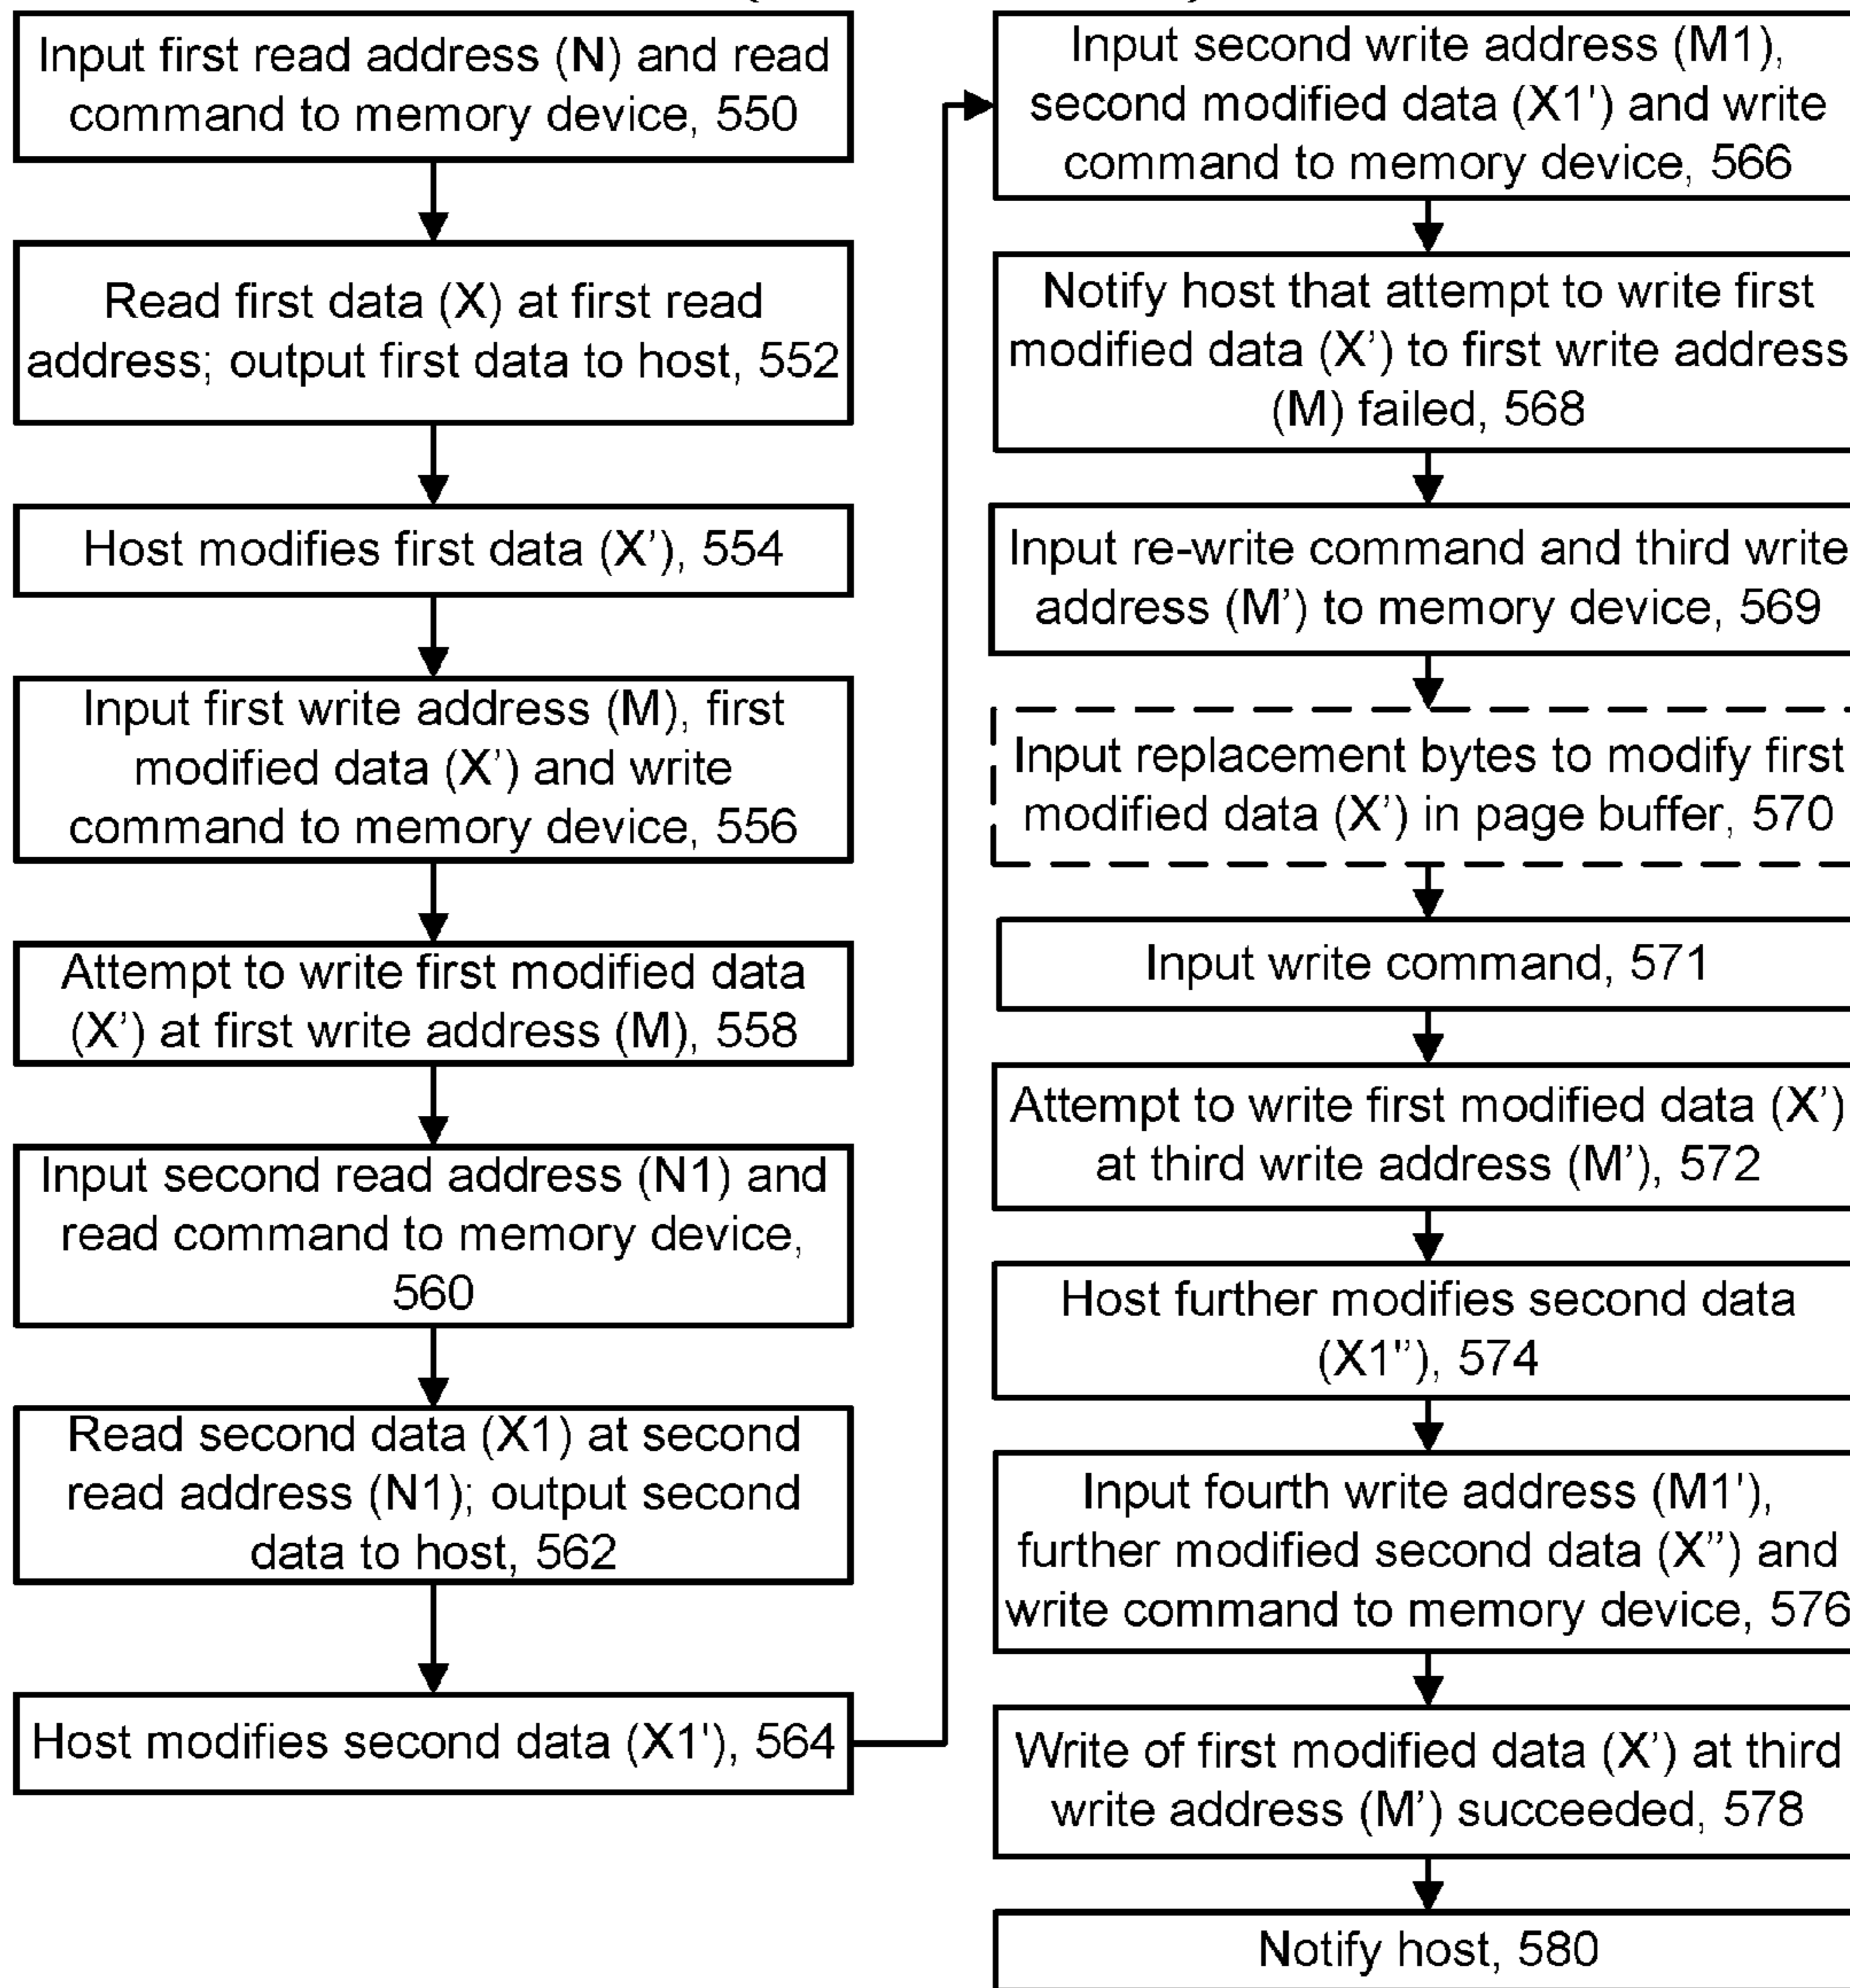 Input first read address (N) and read
command to memory device, 550
Read first data (X) at first read
address; output first data to host, 552
Host modifies first data (X’), 554
Input first write address (M), first
modified data (X’) and write
command to memory device, 556
Attempt to write first modified data
(X’) at first write address (M), 558
Input second read address (N1) and
read command to memory device,
560
Read second data (X1) at second
read address (N1); output second
data to host, 562
Host modifies second data (X1'), 564
Input second write address (M1),
second modified data (X1') and write
command to memory device, 566
Notify host that attempt to write first
modified data (X’) to first write address
(M) failed, 568
Input re-write command and third write
address (M’) to memory device, 569
Input replacement bytes to modify first
modified data (X’) in page buffer, 570
Input write command, 571
Attempt to write first modified data (X’)
at third write address (M’), 572
Host further modifies second data
(X1"), 574
Input fourth write address (M1'),
further modified second data (X”) and
write command to memory device, 576
Write of first modified data (X’) at third
write address (M’) succeeded, 578
Notify host, 580